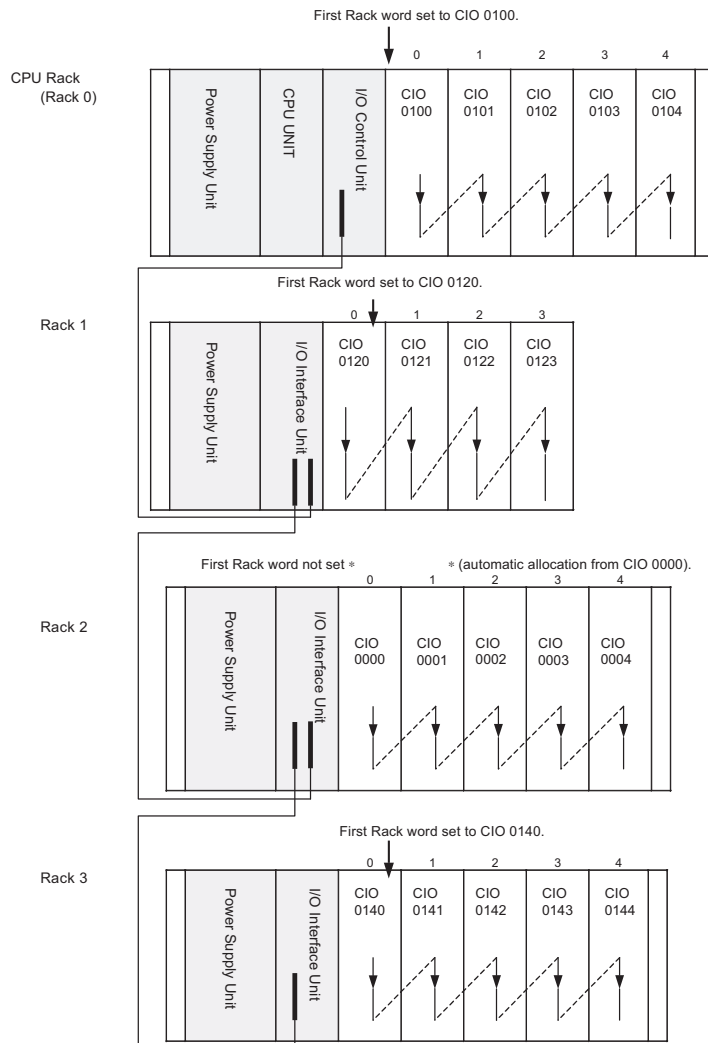 First Rack word set to CIO 0100.
0 1 2 3 4
CPU Rack
(Rack 0)
Power Supply Unit
CPU UNIT
I/O Control Unit
CIO 0100
CIO 0101
CIO 0102
CIO 0103
CIO 0104
First Rack word set to CIO 0120.
0 1 2 3
Rack 1
Power Supply Unit
I/O Interface Unit
CIO 0120
CIO 0121
CIO 0122
CIO 0123
First Rack word not set * * (automatic allocation from CIO 0000).
0 1 2 3 4
Rack 2
Power Supply Unit
I/O Interface Unit
CIO 0000
CIO 0001
CIO 0002
CIO 0003
CIO 0004
First Rack word set to CIO 0140.
0 1 2 3 4
Rack 3
Power Supply Unit
I/O Interface Unit
CIO 0140
CIO 0141
CIO 0142
CIO 0143
CIO 0144